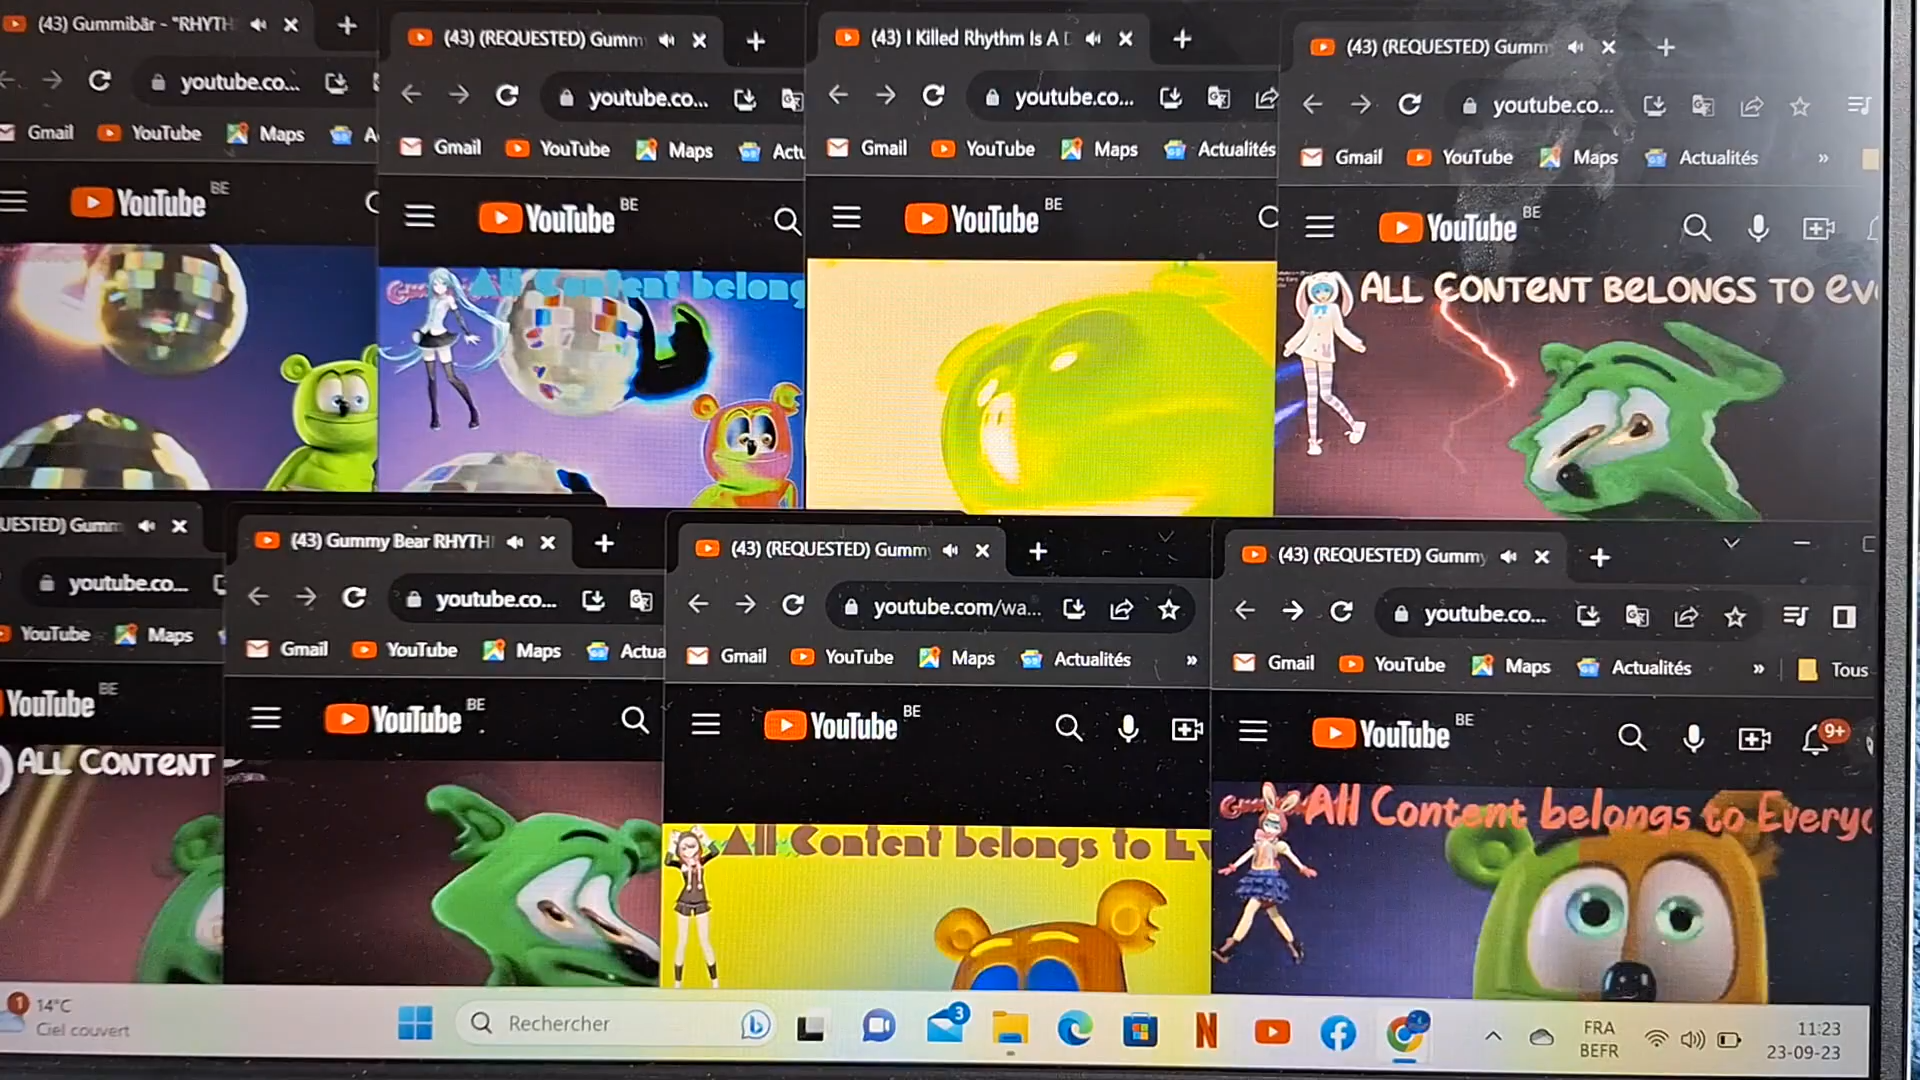 (43) Gummibär - "RHYTH
youtube.co...
Gmail YouTube Maps A
YouTube BE
(43) (REQUESTED) Gummy
youtube.co...
Gmail YouTube Maps Actu
YouTube BE
All Content belong
(43) I Killed Rhythm Is A D
youtube.co...
Gmail YouTube Maps Actualités
YouTube BE
(43) (REQUESTED) Gummy
youtube.co...
Gmail YouTube Maps Actualités »
YouTube BE
ALL CONTENT BELONGS TO EV
UESTED) Gumm
youtube.co...
YouTube Maps
YouTube BE
ALL CONTENT
(43) Gummy Bear RHYTH
youtube.co...
Gmail YouTube Maps Actua
YouTube BE
(43) (REQUESTED) Gummy
youtube.com/wa...
Gmail YouTube Maps Actualités »
YouTube BE
All Content belongs to Ev
(43) (REQUESTED) Gummy
youtube.co...
Gmail YouTube Maps Actualités » Tous
YouTube BE 9+
All Content belongs to Everyo
1 14°C
Ciel couvert
Rechercher
3
N
FRA
BEFR
11:23
23-09-23